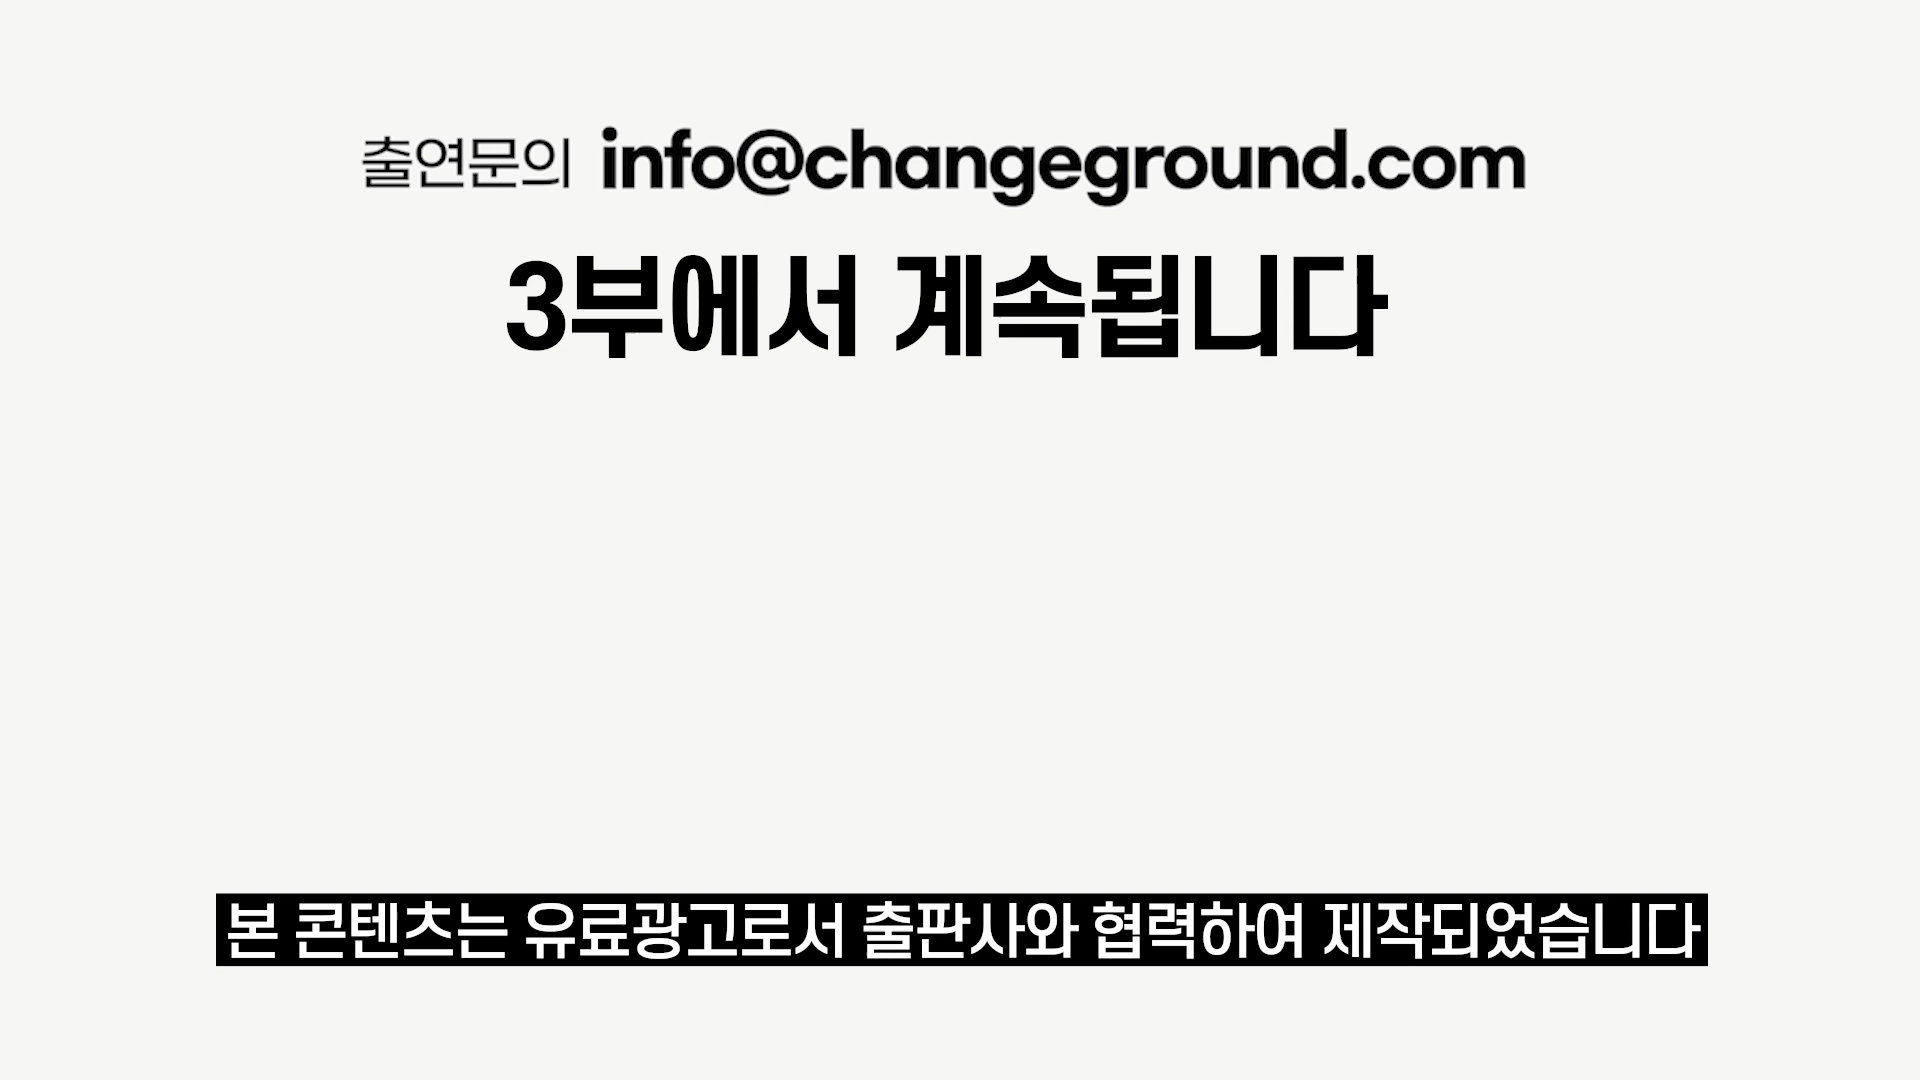 출연문의 info@changeground.com
3부에서 계속됩니다
본 콘텐츠는 유료광고로서 출판사와 협력하여 제작되었습니다